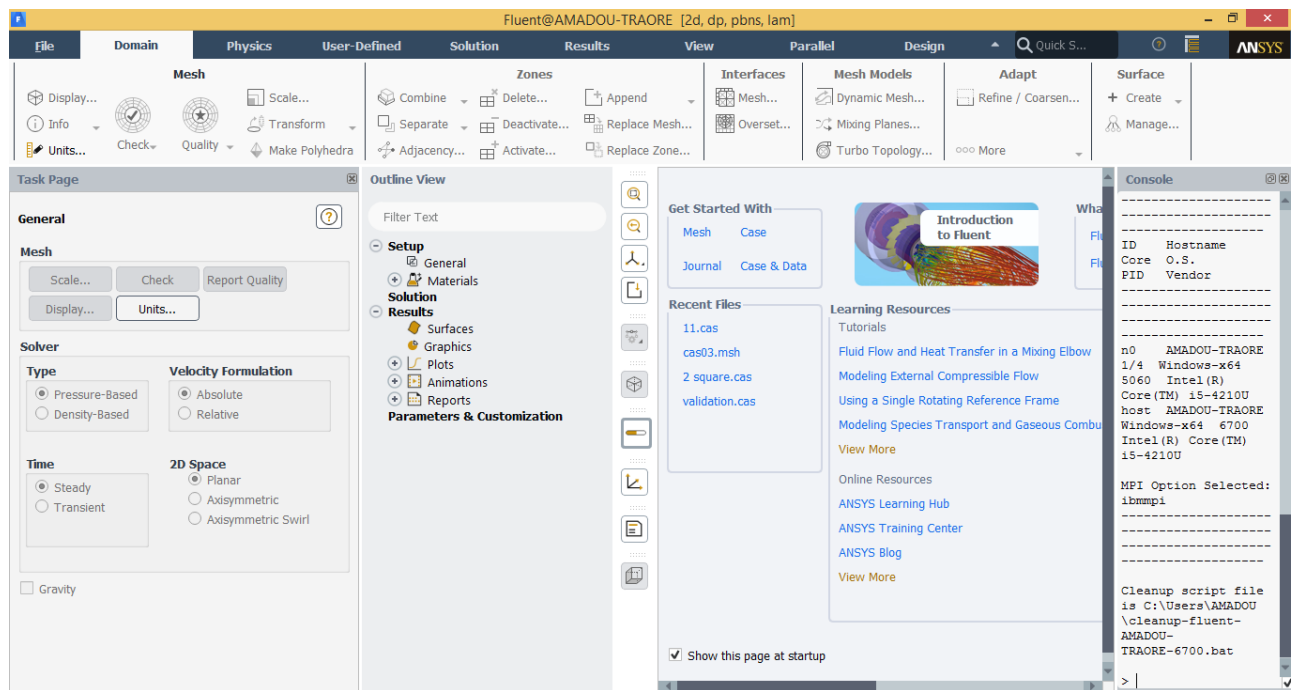 Fluent@AMADOU-TRAORE [2d, dp, pbns, lam]
File Domain Physics User-Defined Solution Results View Parallel Design Quick S... ANSYS
Mesh
Display...
Info
Units...
Check
Quality
Scale...
Transform
Make Polyhedra
Zones
Combine
Delete...
Append
Separate
Deactivate...
Replace Mesh...
Adjacency...
Activate...
Replace Zone...
Interfaces
Mesh...
Overset...
Mesh Models
Dynamic Mesh...
Mixing Planes...
Turbo Topology...
Adapt
Refine / Coarsen...
More
Surface
+ Create
Manage...
Task Page
General
?
Mesh
Scale... Check Report Quality
Display... Units...
Solver
Type
Pressure-Based
Density-Based
Velocity Formulation
Absolute
Relative
Time
Steady
Transient
2D Space
Planar
Axisymmetric
Axisymmetric Swirl
Gravity
Outline View
Filter Text
Setup
General
Materials
Solution
Results
Surfaces
Graphics
Plots
Animations
Reports
Parameters & Customization
Get Started With
Mesh Case
Journal Case & Data
Recent Files
11.cas
cas03.msh
2 square.cas
validation.cas
Introduction
to Fluent
Wha
Flu
Flu
Learning Resources
Tutorials
Fluid Flow and Heat Transfer in a Mixing Elbow
Modeling External Compressible Flow
Using a Single Rotating Reference Frame
Modeling Species Transport and Gaseous Combu
View More
Online Resources
ANSYS Learning Hub
ANSYS Training Center
ANSYS Blog
View More
Show this page at startup
Console
---------------------
---------------------
--------------------
ID Hostname
Core O.S.
PID Vendor
---------------------
---------------------
--------------------
n0 AMADOU-TRAORE
1/4 Windows-x64
5060 Intel(R)
Core(TM) i5-4210U
host AMADOU-TRAORE
Windows-x64 6700
Intel(R) Core(TM)
i5-4210U
MPI Option Selected:
ibmmpi
---------------------
---------------------
---------------------
--------------------
Cleanup script file
is C:\Users\AMADOU
\cleanup-fluent-
AMADOU-
TRAORE-6700.bat
>